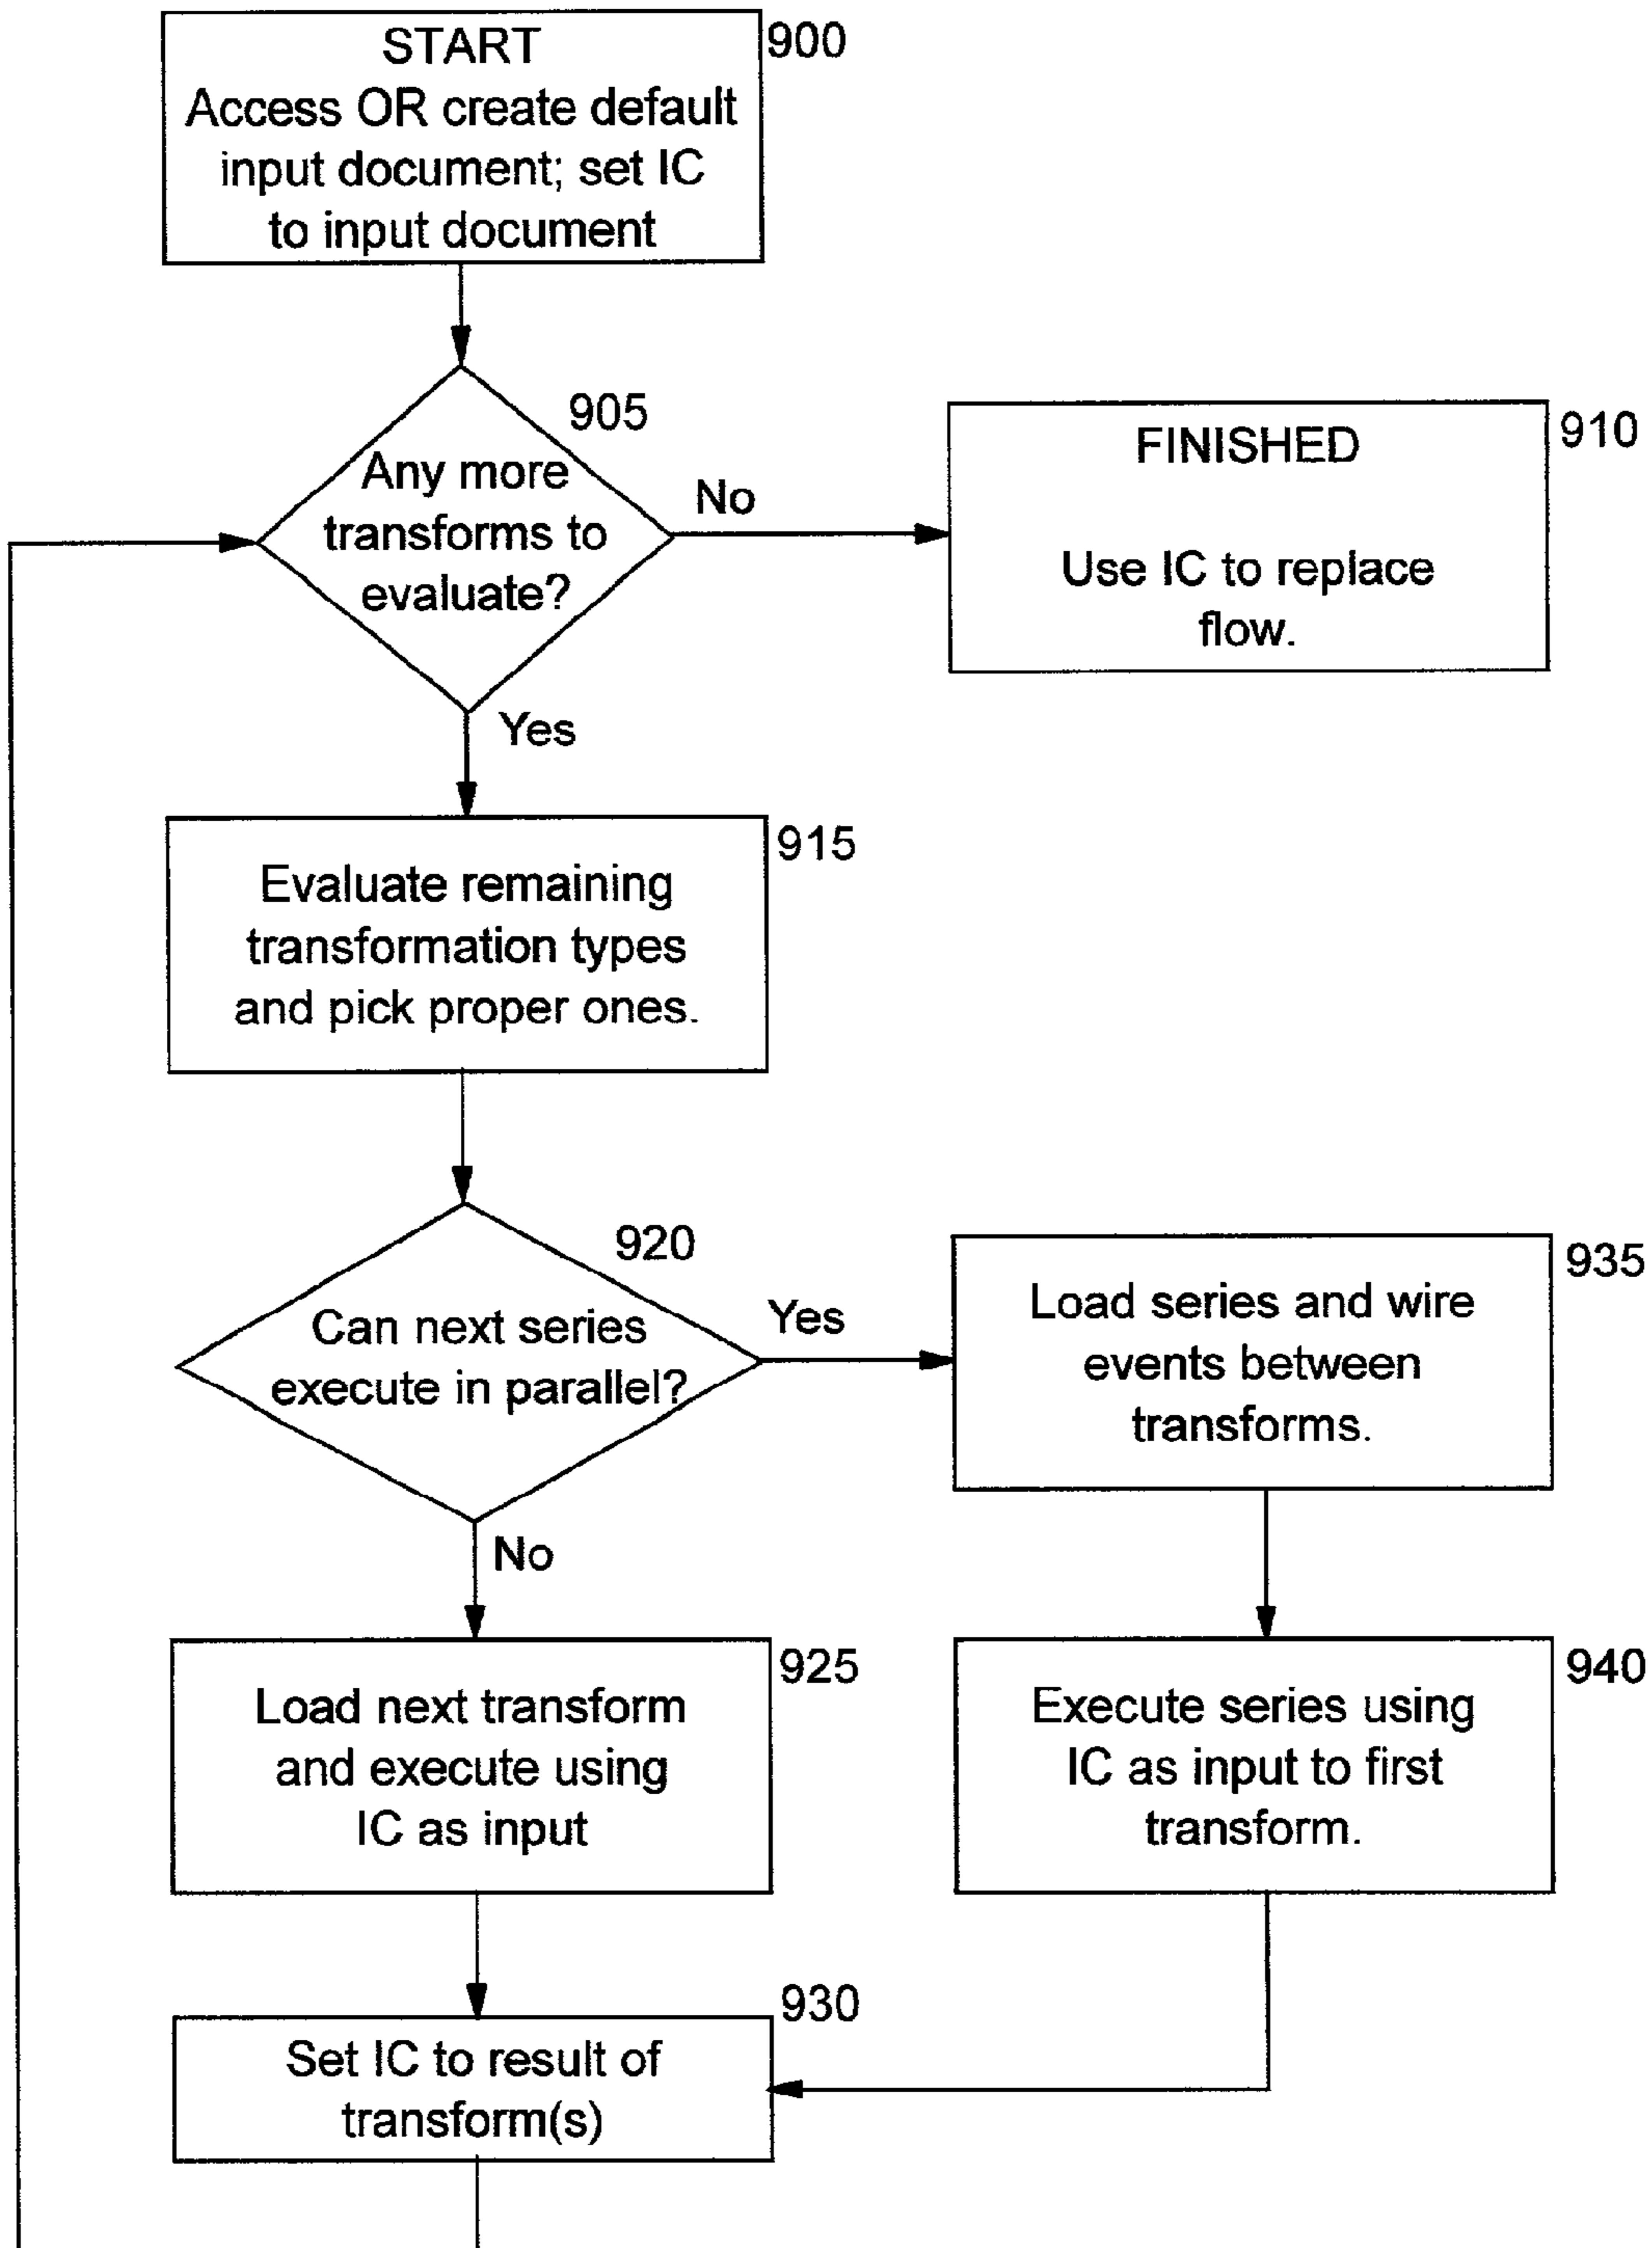 START
900
Access OR create default
input document; set IC
to input document
905
Any more
transforms to
evaluate?
No
910
FINISHED
Use IC to replace
flow.
Yes
915
Evaluate remaining
transformation types
and pick proper ones.
920
Can next series
execute in parallel?
Yes
935
Load series and wire
events between
transforms.
No
925
Load next transform
and execute using
IC as input
940
Execute series using
IC as input to first
transform.
930
Set IC to result of
transform(s)